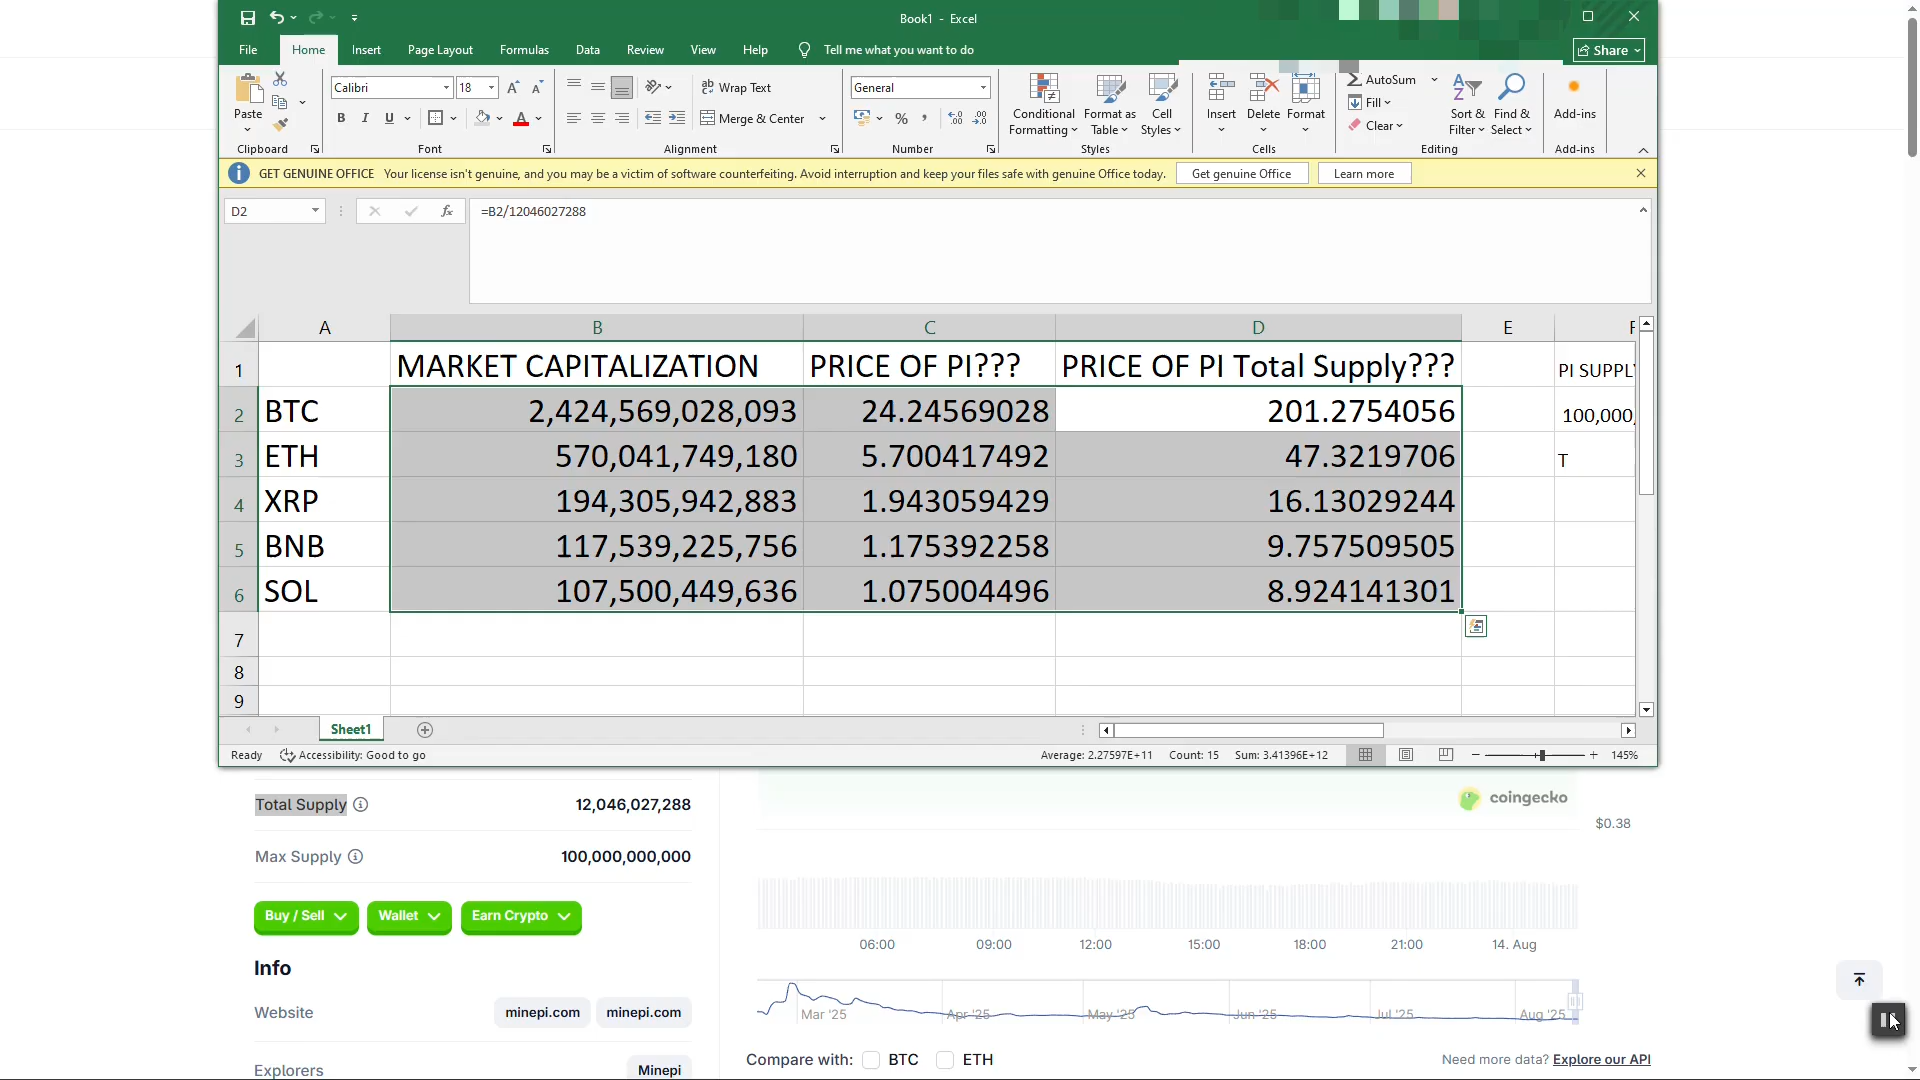 Book1 - Excel
File Home Insert Page Layout Formulas Data Review View Help Tell me what you want to do Share
Paste
Clipboard
Calibri 18
B I U
Font
Wrap Text
Merge & Center
Alignment
General
Number
Conditional Formatting
Format as Table
Cell Styles
Styles
Insert Delete Format
Cells
AutoSum
Fill
Clear
Sort & Filter
Find & Select
Editing
Add-ins
Add-ins
GET GENUINE OFFICE Your license isn't genuine, and you may be a victim of software counterfeiting. Avoid interruption and keep your files safe with genuine Office today. Get genuine Office Learn more
D2 fx =B2/12046027288
A B C D E F
1 MARKET CAPITALIZATION PRICE OF PI??? PRICE OF PI Total Supply??? PI SUPPLY
2 BTC 2,424,569,028,093 24.24569028 201.2754056 100,000,
3 ETH 570,041,749,180 5.700417492 47.3219706 T
4 XRP 194,305,942,883 1.943059429 16.13029244
5 BNB 117,539,225,756 1.175392258 9.757509505
6 SOL 107,500,449,636 1.075004496 8.924141301
7
8
9
Sheet1
Ready Accessibility: Good to go Average: 2.27597E+11 Count: 15 Sum: 3.41396E+12 145%
Total Supply 12,046,027,288
Max Supply 100,000,000,000
Buy / Sell Wallet Earn Crypto
Info
Website minepi.com minepi.com
Explorers Minepi
coingecko
$0.38
06:00 09:00 12:00 15:00 18:00 21:00 14. Aug
Mar '25 Apr '25 May '25 Jun '25 Jul '25 Aug '25
Compare with: BTC ETH Need more data? Explore our API